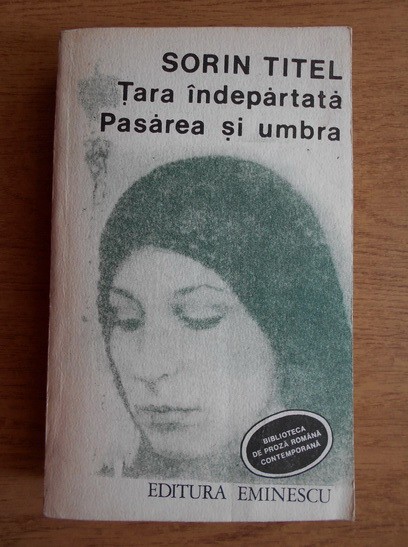 SORIN TITEL
Țara îndepărtată
Pasărea și umbra
BIBLIOTECA
DE PROZĂ ROMÂNĂ
CONTEMPORANĂ
EDITURA EMINESCU